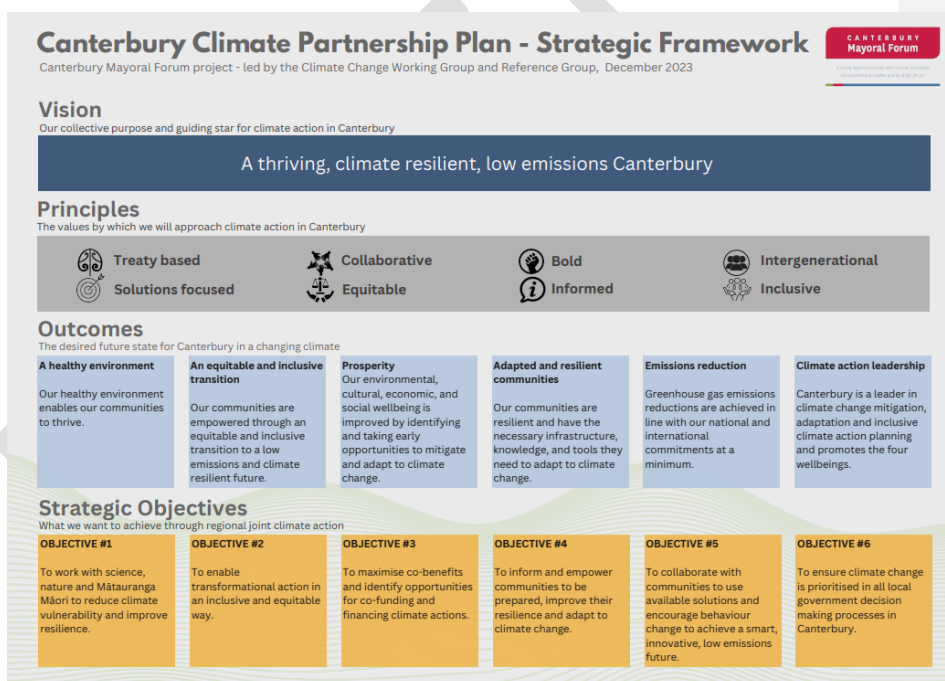 Canterbury Climate Partnership Plan - Strategic Framework
Canterbury Mayoral Forum project - led by the Climate Change Working Group and Reference Group, December 2023
CANTERBURY
Mayoral Forum
Vision
Our collective purpose and guiding star for climate action in Canterbury
A thriving, climate resilient, low emissions Canterbury
Principles
The values by which we will approach climate action in Canterbury
Treaty based
Collaborative
Bold
Intergenerational
Solutions focused
Equitable
Informed
Inclusive
Outcomes
The desired future state for Canterbury in a changing climate
A healthy environment
Our healthy environment
enables our communities
to thrive.
An equitable and inclusive
transition
Our communities are
empowered through an
equitable and inclusive
transition to a low
emissions and climate
resilient future.
Prosperity
Our environmental,
cultural, economic, and
social wellbeing is
improved by identifying
and taking early
opportunities to mitigate
and adapt to climate
change.
Adapted and resilient
communities
Our communities are
resilient and have the
necessary infrastructure,
knowledge, and tools they
need to adapt to climate
change.
Emissions reduction
Greenhouse gas emissions
reductions are achieved in
line with our national and
international
commitments at a
minimum.
Climate action leadership
Canterbury is a leader in
climate change mitigation,
adaptation and inclusive
climate action planning
and promotes the four
wellbeings.
Strategic Objectives
What we want to achieve through regional joint climate action
OBJECTIVE #1
To work with science,
nature and Mātauranga
Māori to reduce climate
vulnerability and improve
resilience.
OBJECTIVE #2
To enable
transformational action in
an inclusive and equitable
way.
OBJECTIVE #3
To maximise co-benefits
and identify opportunities
for co-funding and
financing climate actions.
OBJECTIVE #4
To inform and empower
communities to be
prepared, improve their
resilience and adapt to
climate change.
OBJECTIVE #5
To collaborate with
communities to use
available solutions and
encourage behaviour
change to achieve a smart,
innovative, low emissions
future.
OBJECTIVE #6
To ensure climate change
is prioritised in all local
government decision
making processes in
Canterbury.